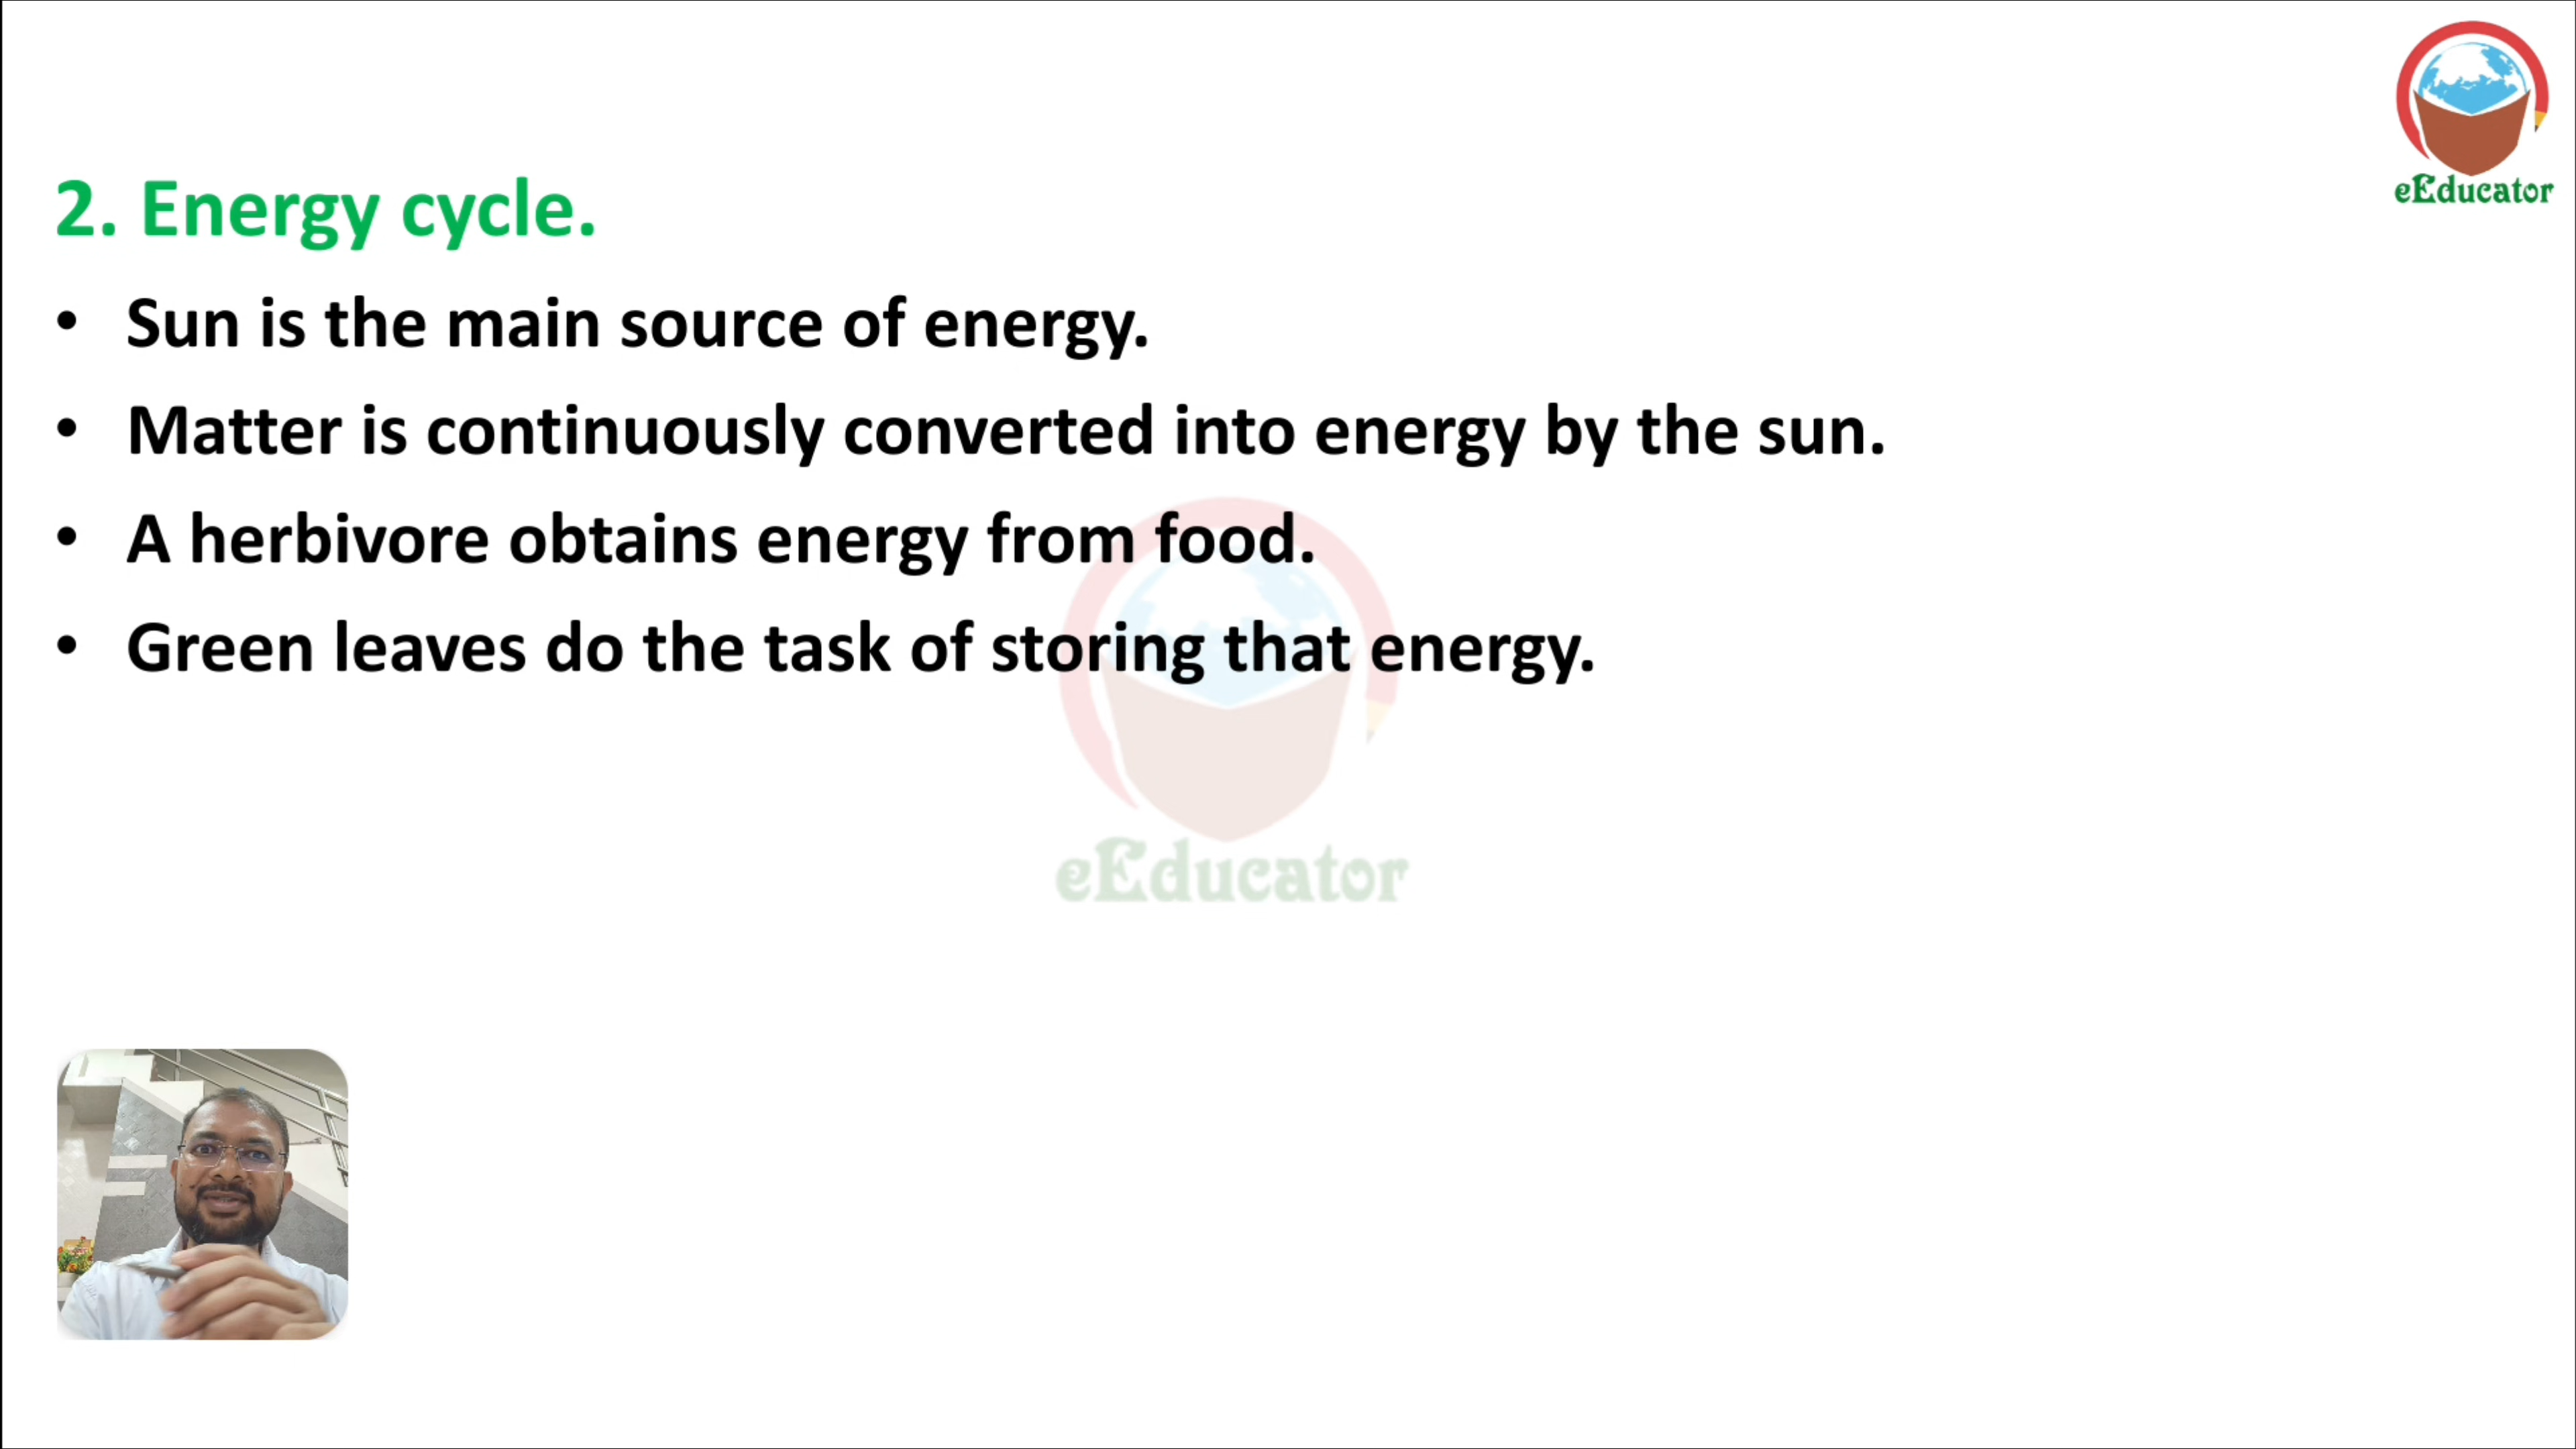 eEducator
2. Energy cycle.
• Sun is the main source of energy.
• Matter is continuously converted into energy by the sun.
• A herbivore obtains energy from food.
• Green leaves do the task of storing that energy.
eEducator